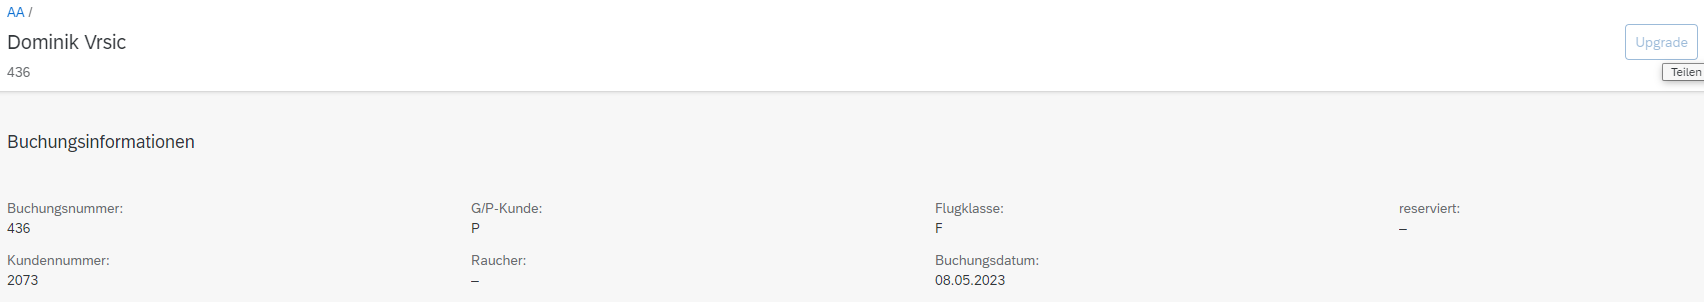 AA /
Dominik Vrsic
Upgrade
436
Teilen
Buchungsinformationen
Buchungsnummer: G/P-Kunde: Flugklasse: reserviert:
436 P F –
Kundennummer: Raucher: Buchungsdatum:
2073 – 08.05.2023